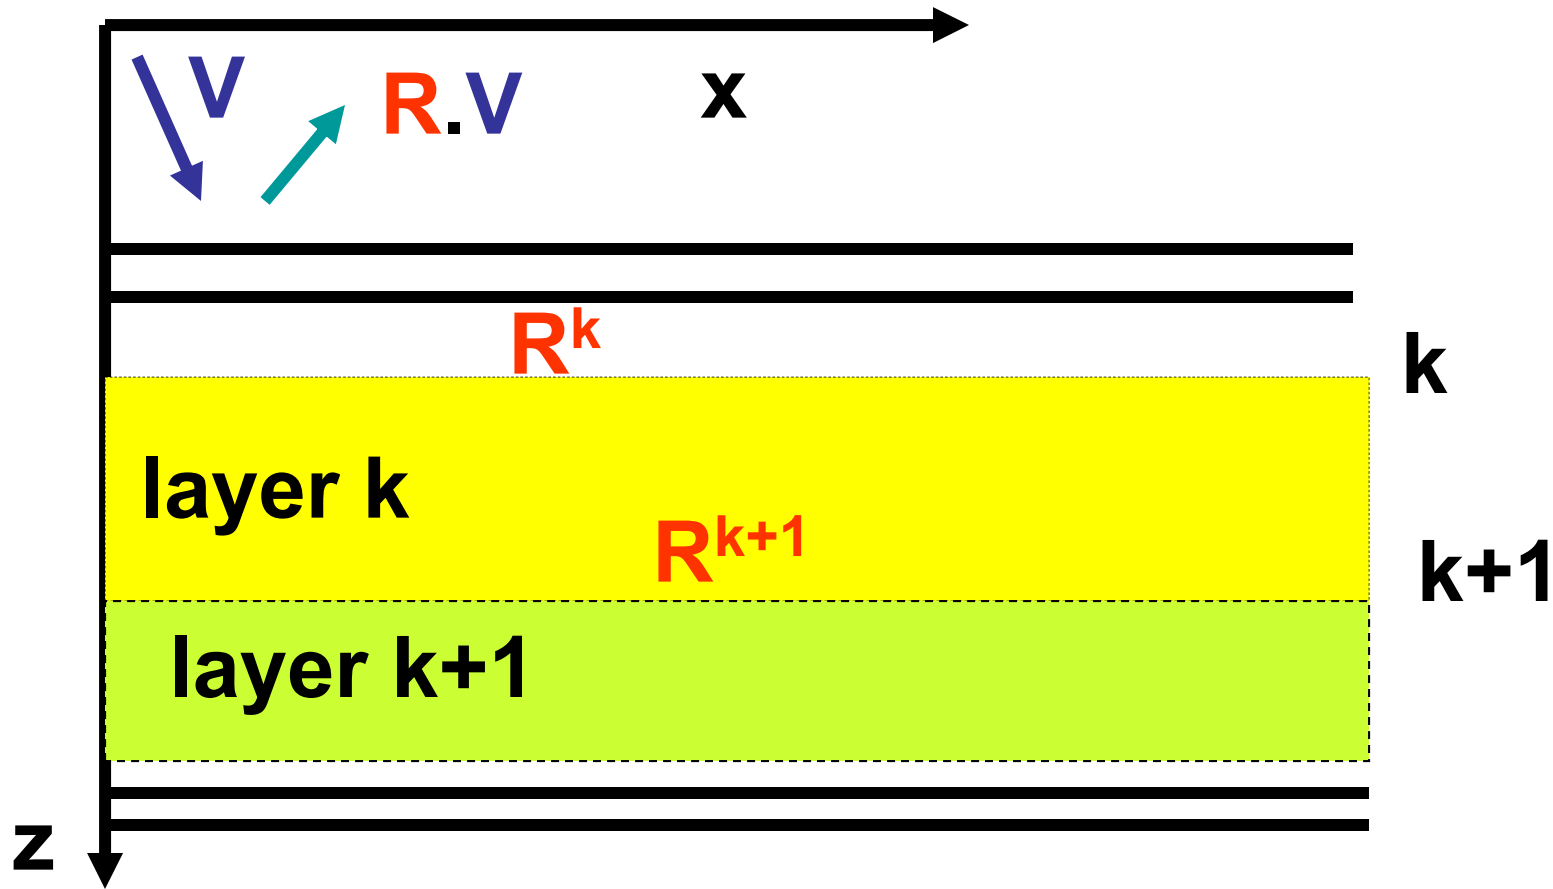 V
R.V
x
R^k
k
layer k
R^{k+1}
k+1
layer k+1
z